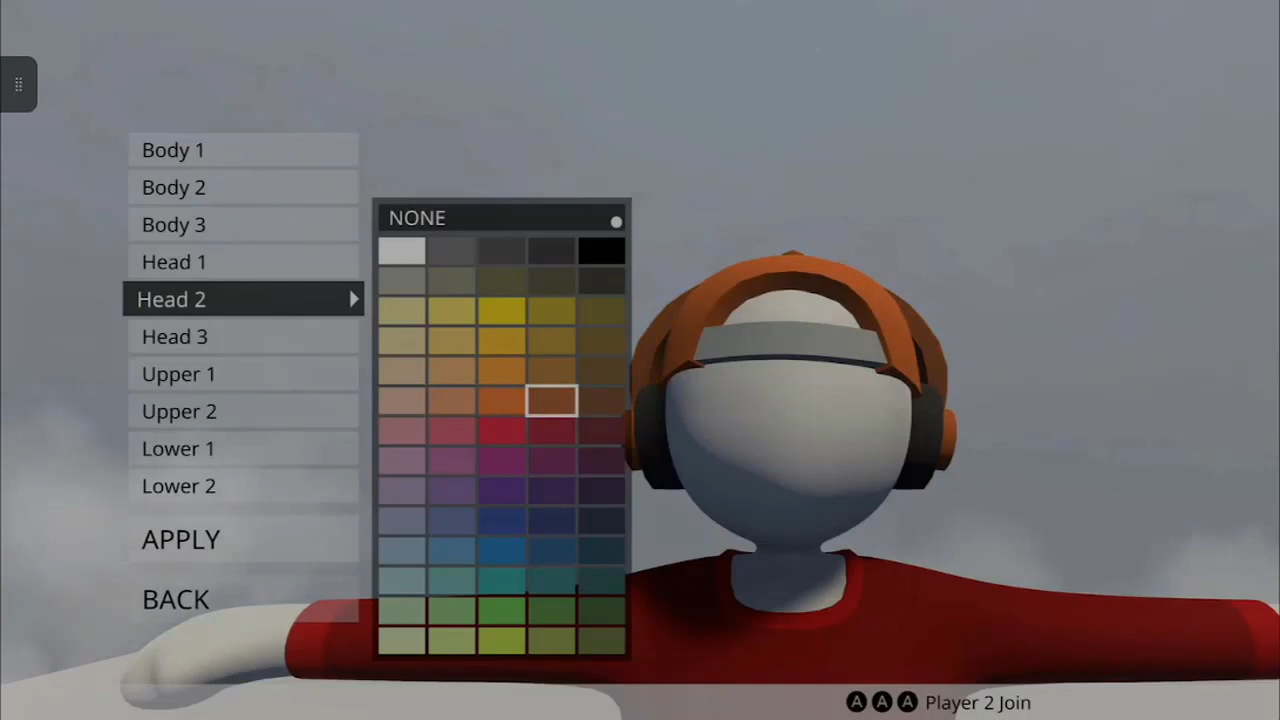 Body 1
Body 2
Body 3
Head 1
Head 2
Head 3
Upper 1
Upper 2
Lower 1
Lower 2
APPLY
BACK
NONE
A A A Player 2 Join